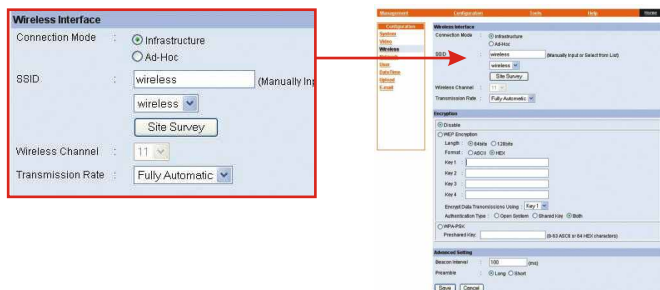 Wireless Interface
Connection Mode :
Infrastructure
Ad-Hoc
SSID :
wireless (Manually Inp
wireless
Site Survey
Wireless Channel :
11
Transmission Rate :
Fully Automatic
Management Configuration Tools Help Home
Configuration
System
Video
Wireless
User
Date/Time
Upload
E-mail
Wireless Interface
Connection Mode :
Infrastructure
Ad-Hoc
SSID :
wireless (Manually Input or Select from List)
wireless
Site Survey
Wireless Channel :
11
Transmission Rate :
Fully Automatic
Encryption
Disable
WEP Encryption
Length : 64bits 128bits
Format : ASCII HEX
Key 1 :
Key 2 :
Key 3 :
Key 4 :
Encrypt Data Transmissions Using : Key 1
Authentication Type : Open System Shared Key Both
WPA-PSK
Preshared Key: (8-63 ASCII or 64 HEX characters)
Advanced Setting
Beacon Interval : 100 (ms)
Preamble : Long Short
Save Cancel